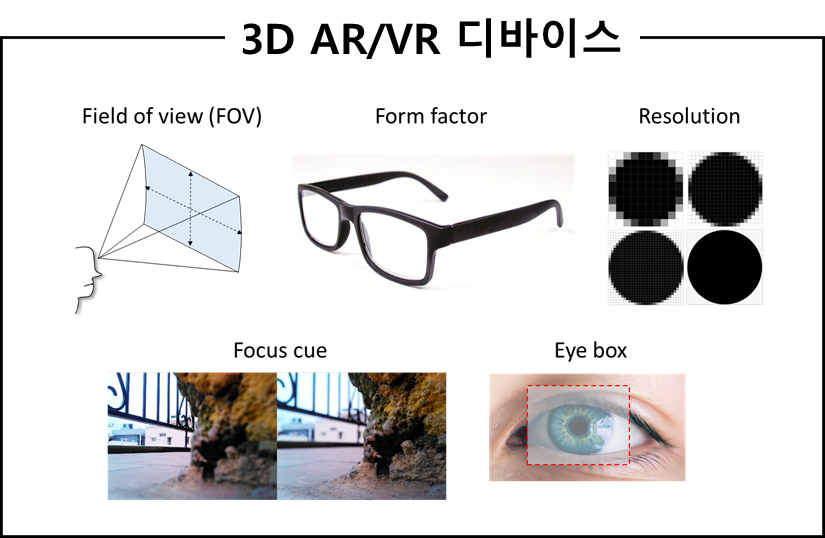 3D AR/VR 디바이스
Field of view (FOV)
Form factor
Resolution
Focus cue
Eye box